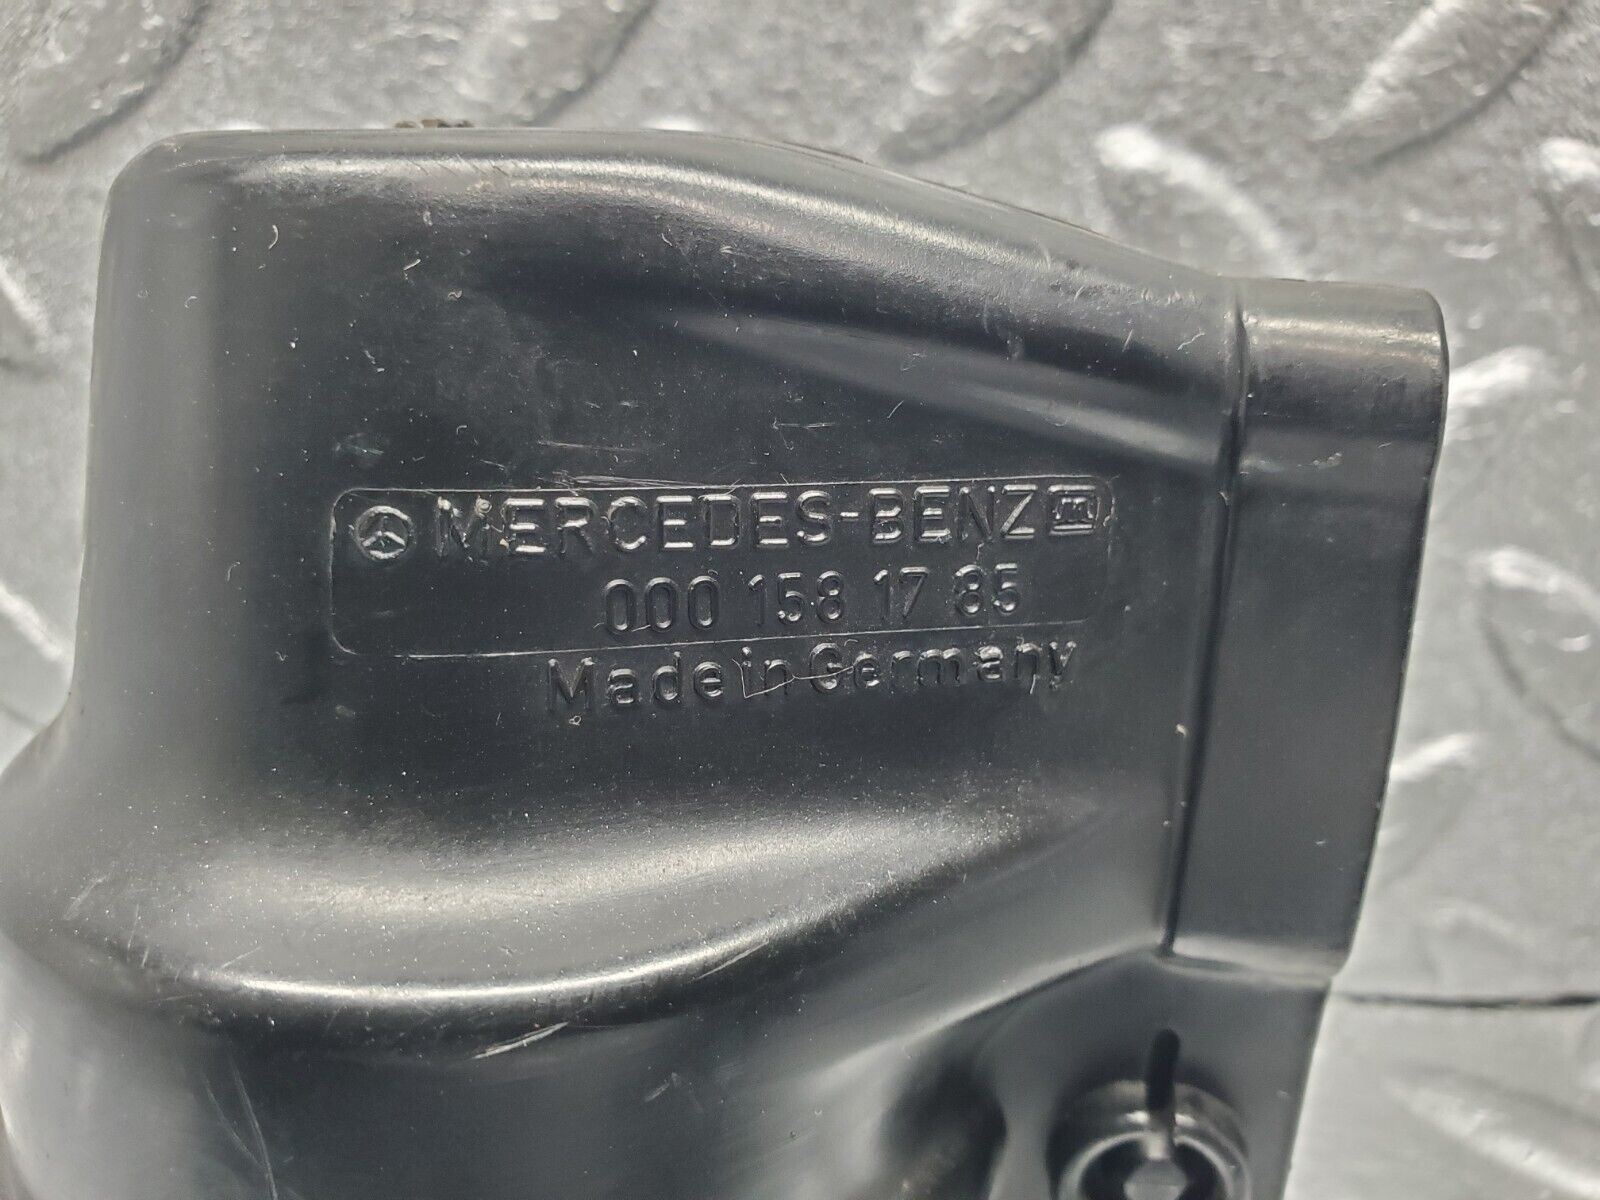 MERCEDES-BENZ
000 158 17 85
Made in Germany